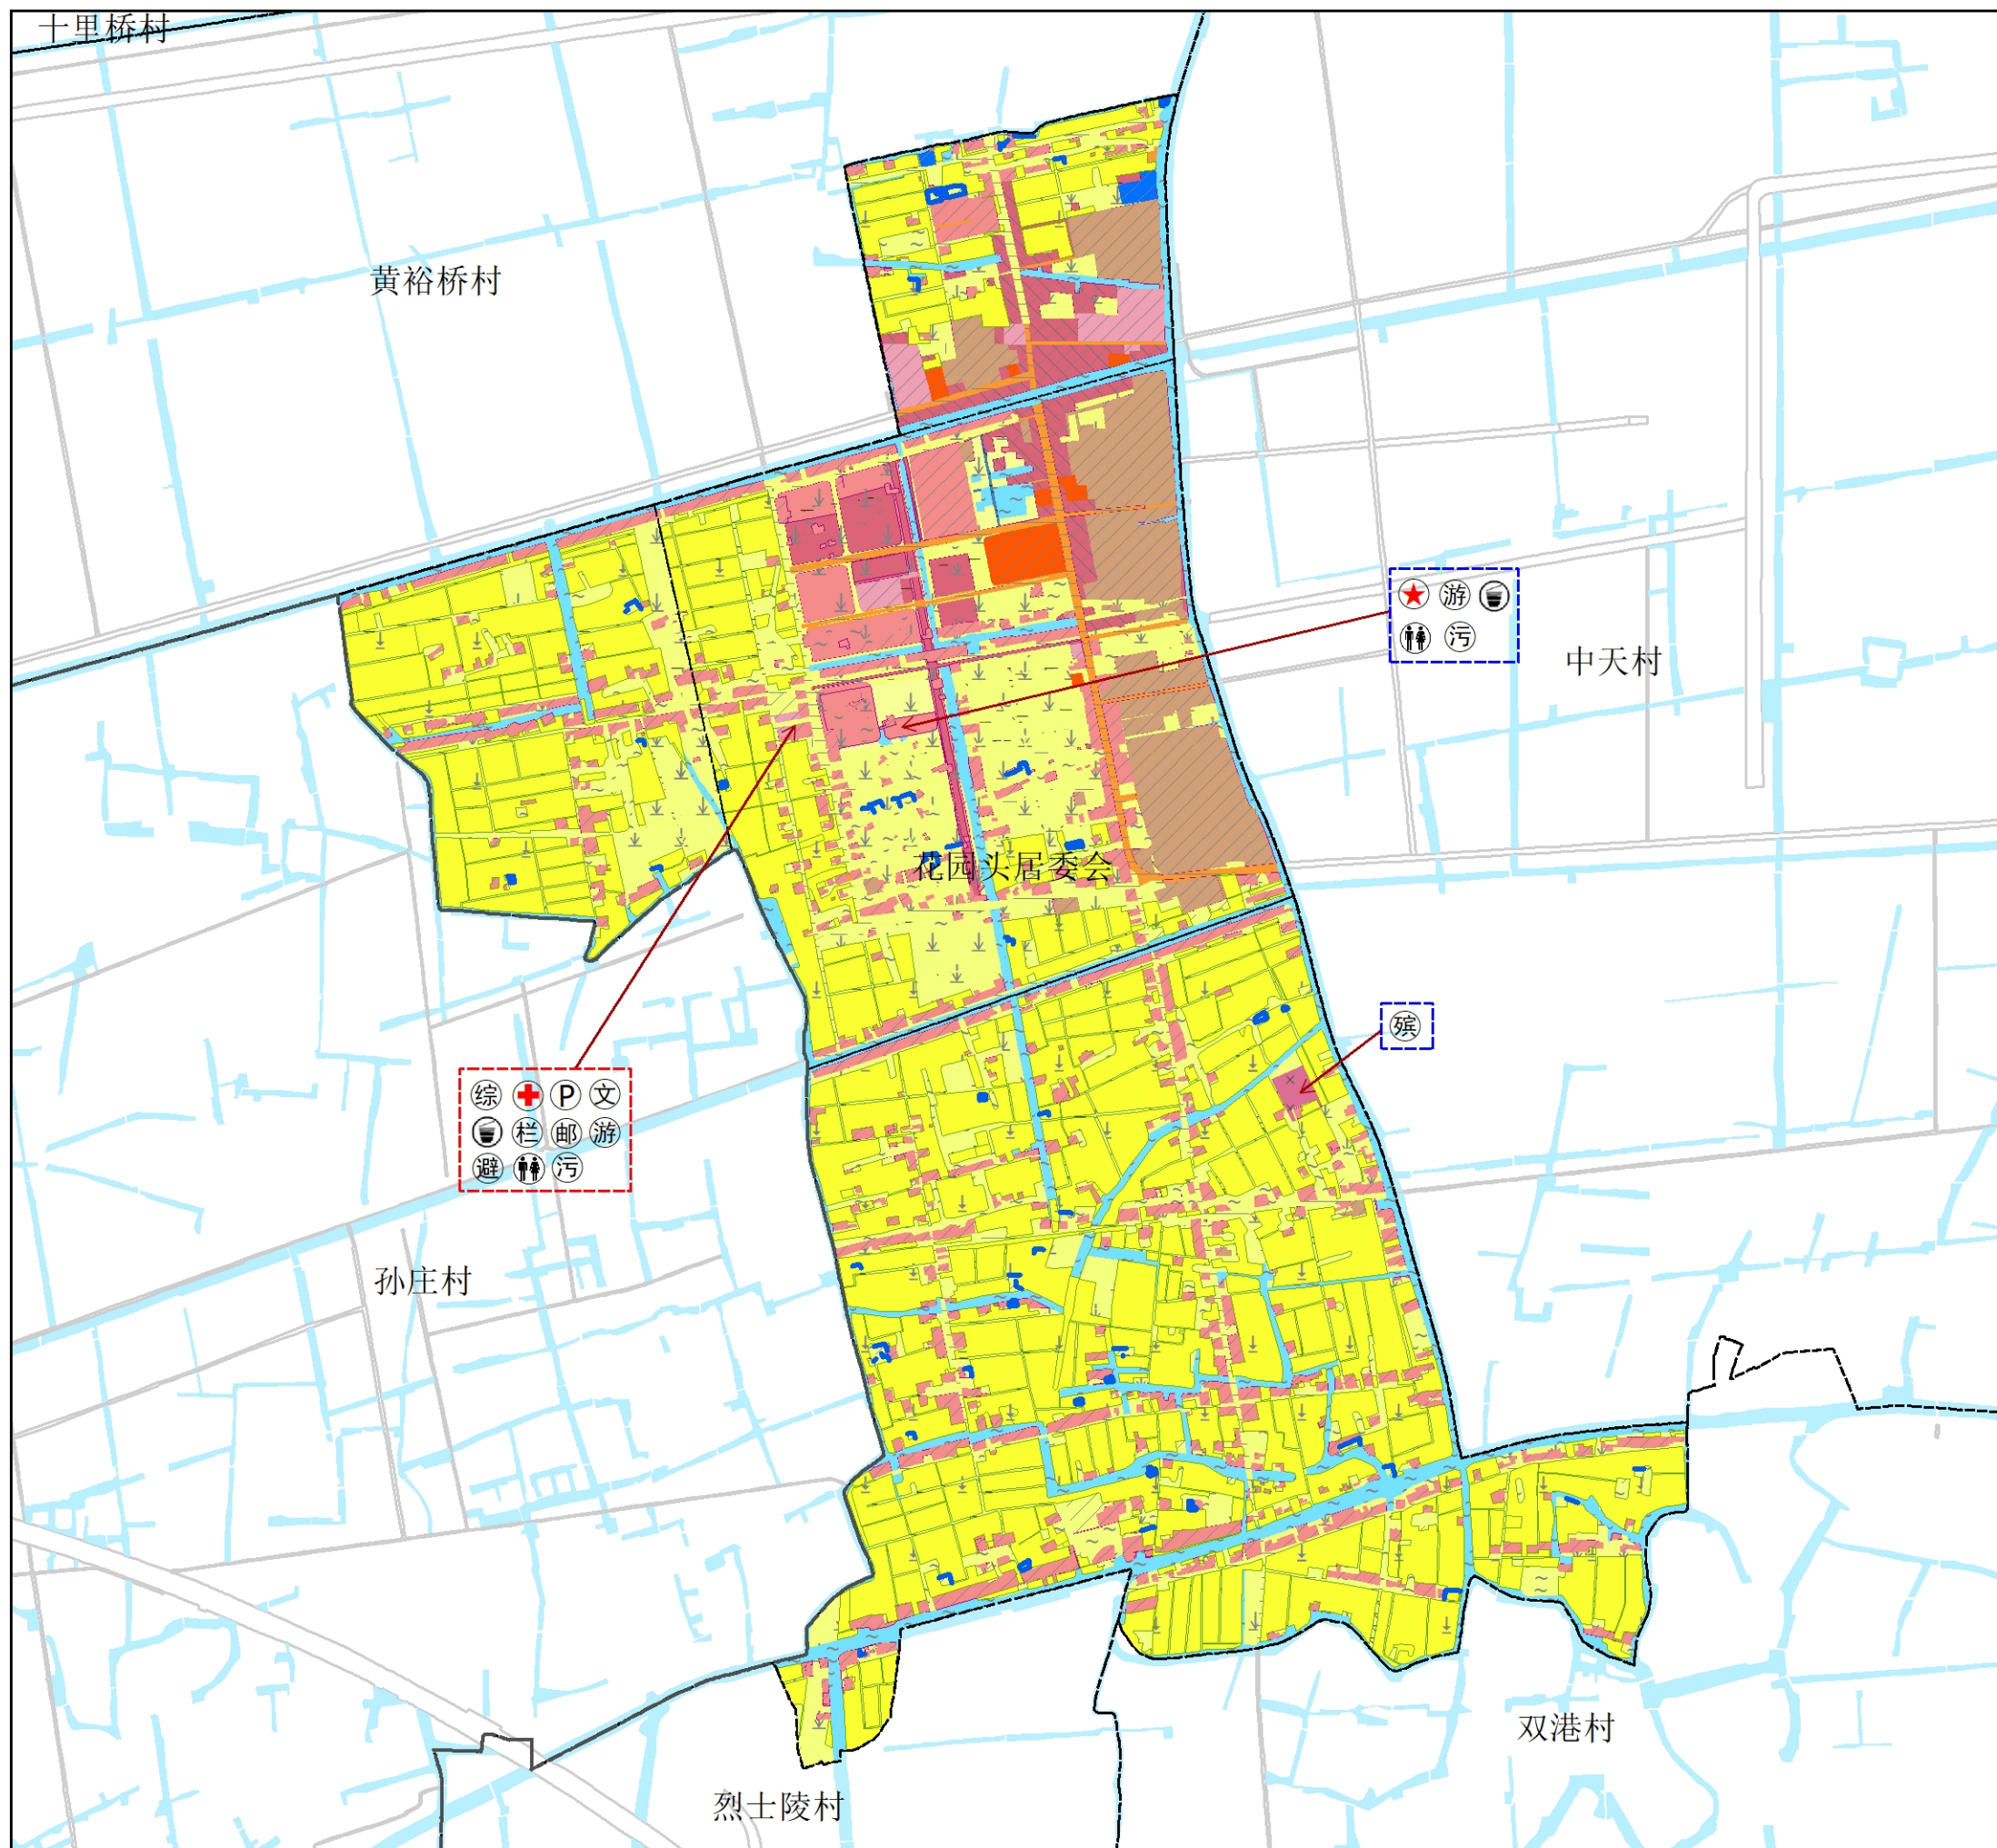 十里桥村
黄裕桥村
游
污
中天村
花园头居委会
殡
综 P 文
栏 邮 游
避 污
孙庄村
双港村
烈士陵村